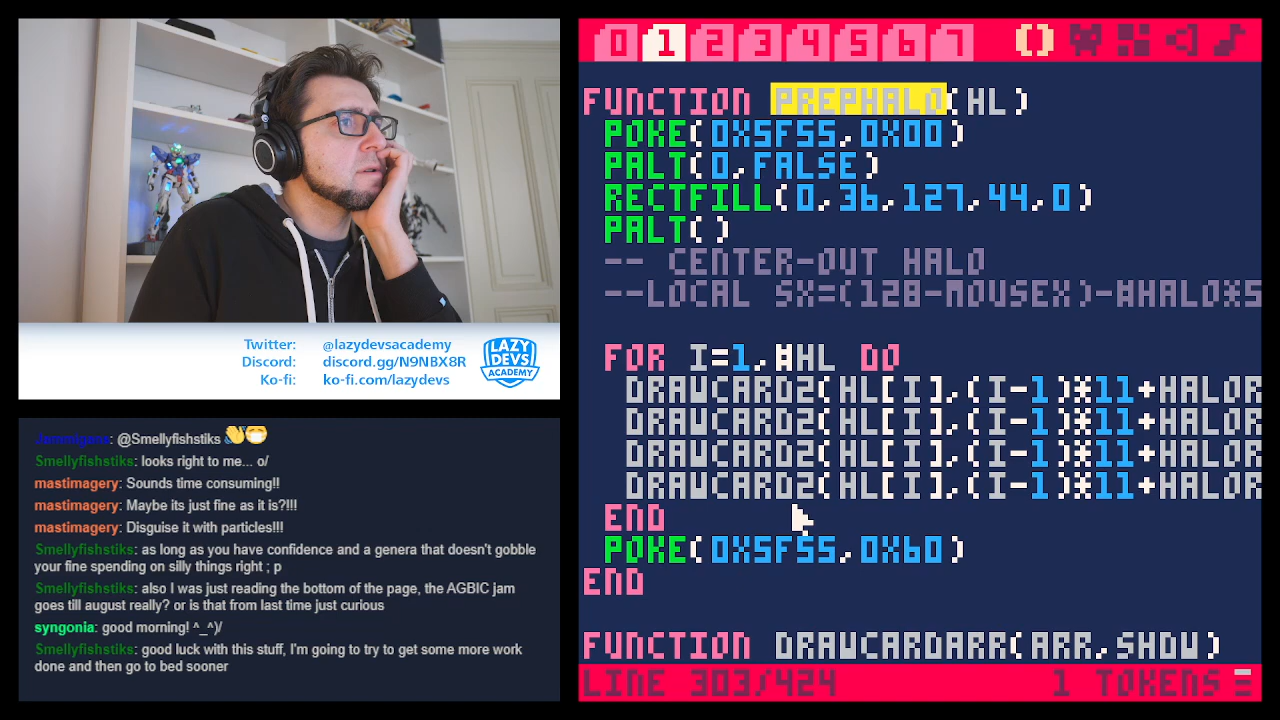 Twitter: @lazydevsacademy
Discord: discord.gg/N9NBX8R
Ko-fi: ko-fi.com/lazydevs
LAZY
DEVS
ACADEMY
@Smellyfishstiks 👏😷
Smellyfishstiks: looks right to me... o/
mastimagery: Sounds time consuming!!
mastimagery: Maybe its just fine as it is?!!!
mastimagery: Disguise it with particles!!!
Smellyfishstiks: as long as you have confidence and a genera that doesn't gobble
your fine spending on silly things right ; p
Smellyfishstiks: also I was just reading the bottom of the page, the AGBIC jam
goes till august really? or is that from last time just curious
syngonia: good morning! ^_^)/
Smellyfishstiks: good luck with this stuff, I'm going to try to get some more work
done and then go to bed sooner
0 1 2 3 4 5 6 7 ()
FUNCTION PREPHALO(HL)
POKE(0X5F55,0X00)
PALT(0,FALSE)
RECTFILL(0,36,127,44,0)
PALT()
-- CENTER-OUT HALO
--LOCAL SX=(128-MOUSEX)-#HALO*5
FOR I=1,#HL DO
DRAWCARD2(HL[I],(I-1)*11+HALOR
DRAWCARD2(HL[I],(I-1)*11+HALOR
DRAWCARD2(HL[I],(I-1)*11+HALOR
DRAWCARD2(HL[I],(I-1)*11+HALOR
END
POKE(0X5F55,0X60)
END
FUNCTION DRAWCARDARR(ARR,SHOW)
LINE 303/424 1 TOKENS